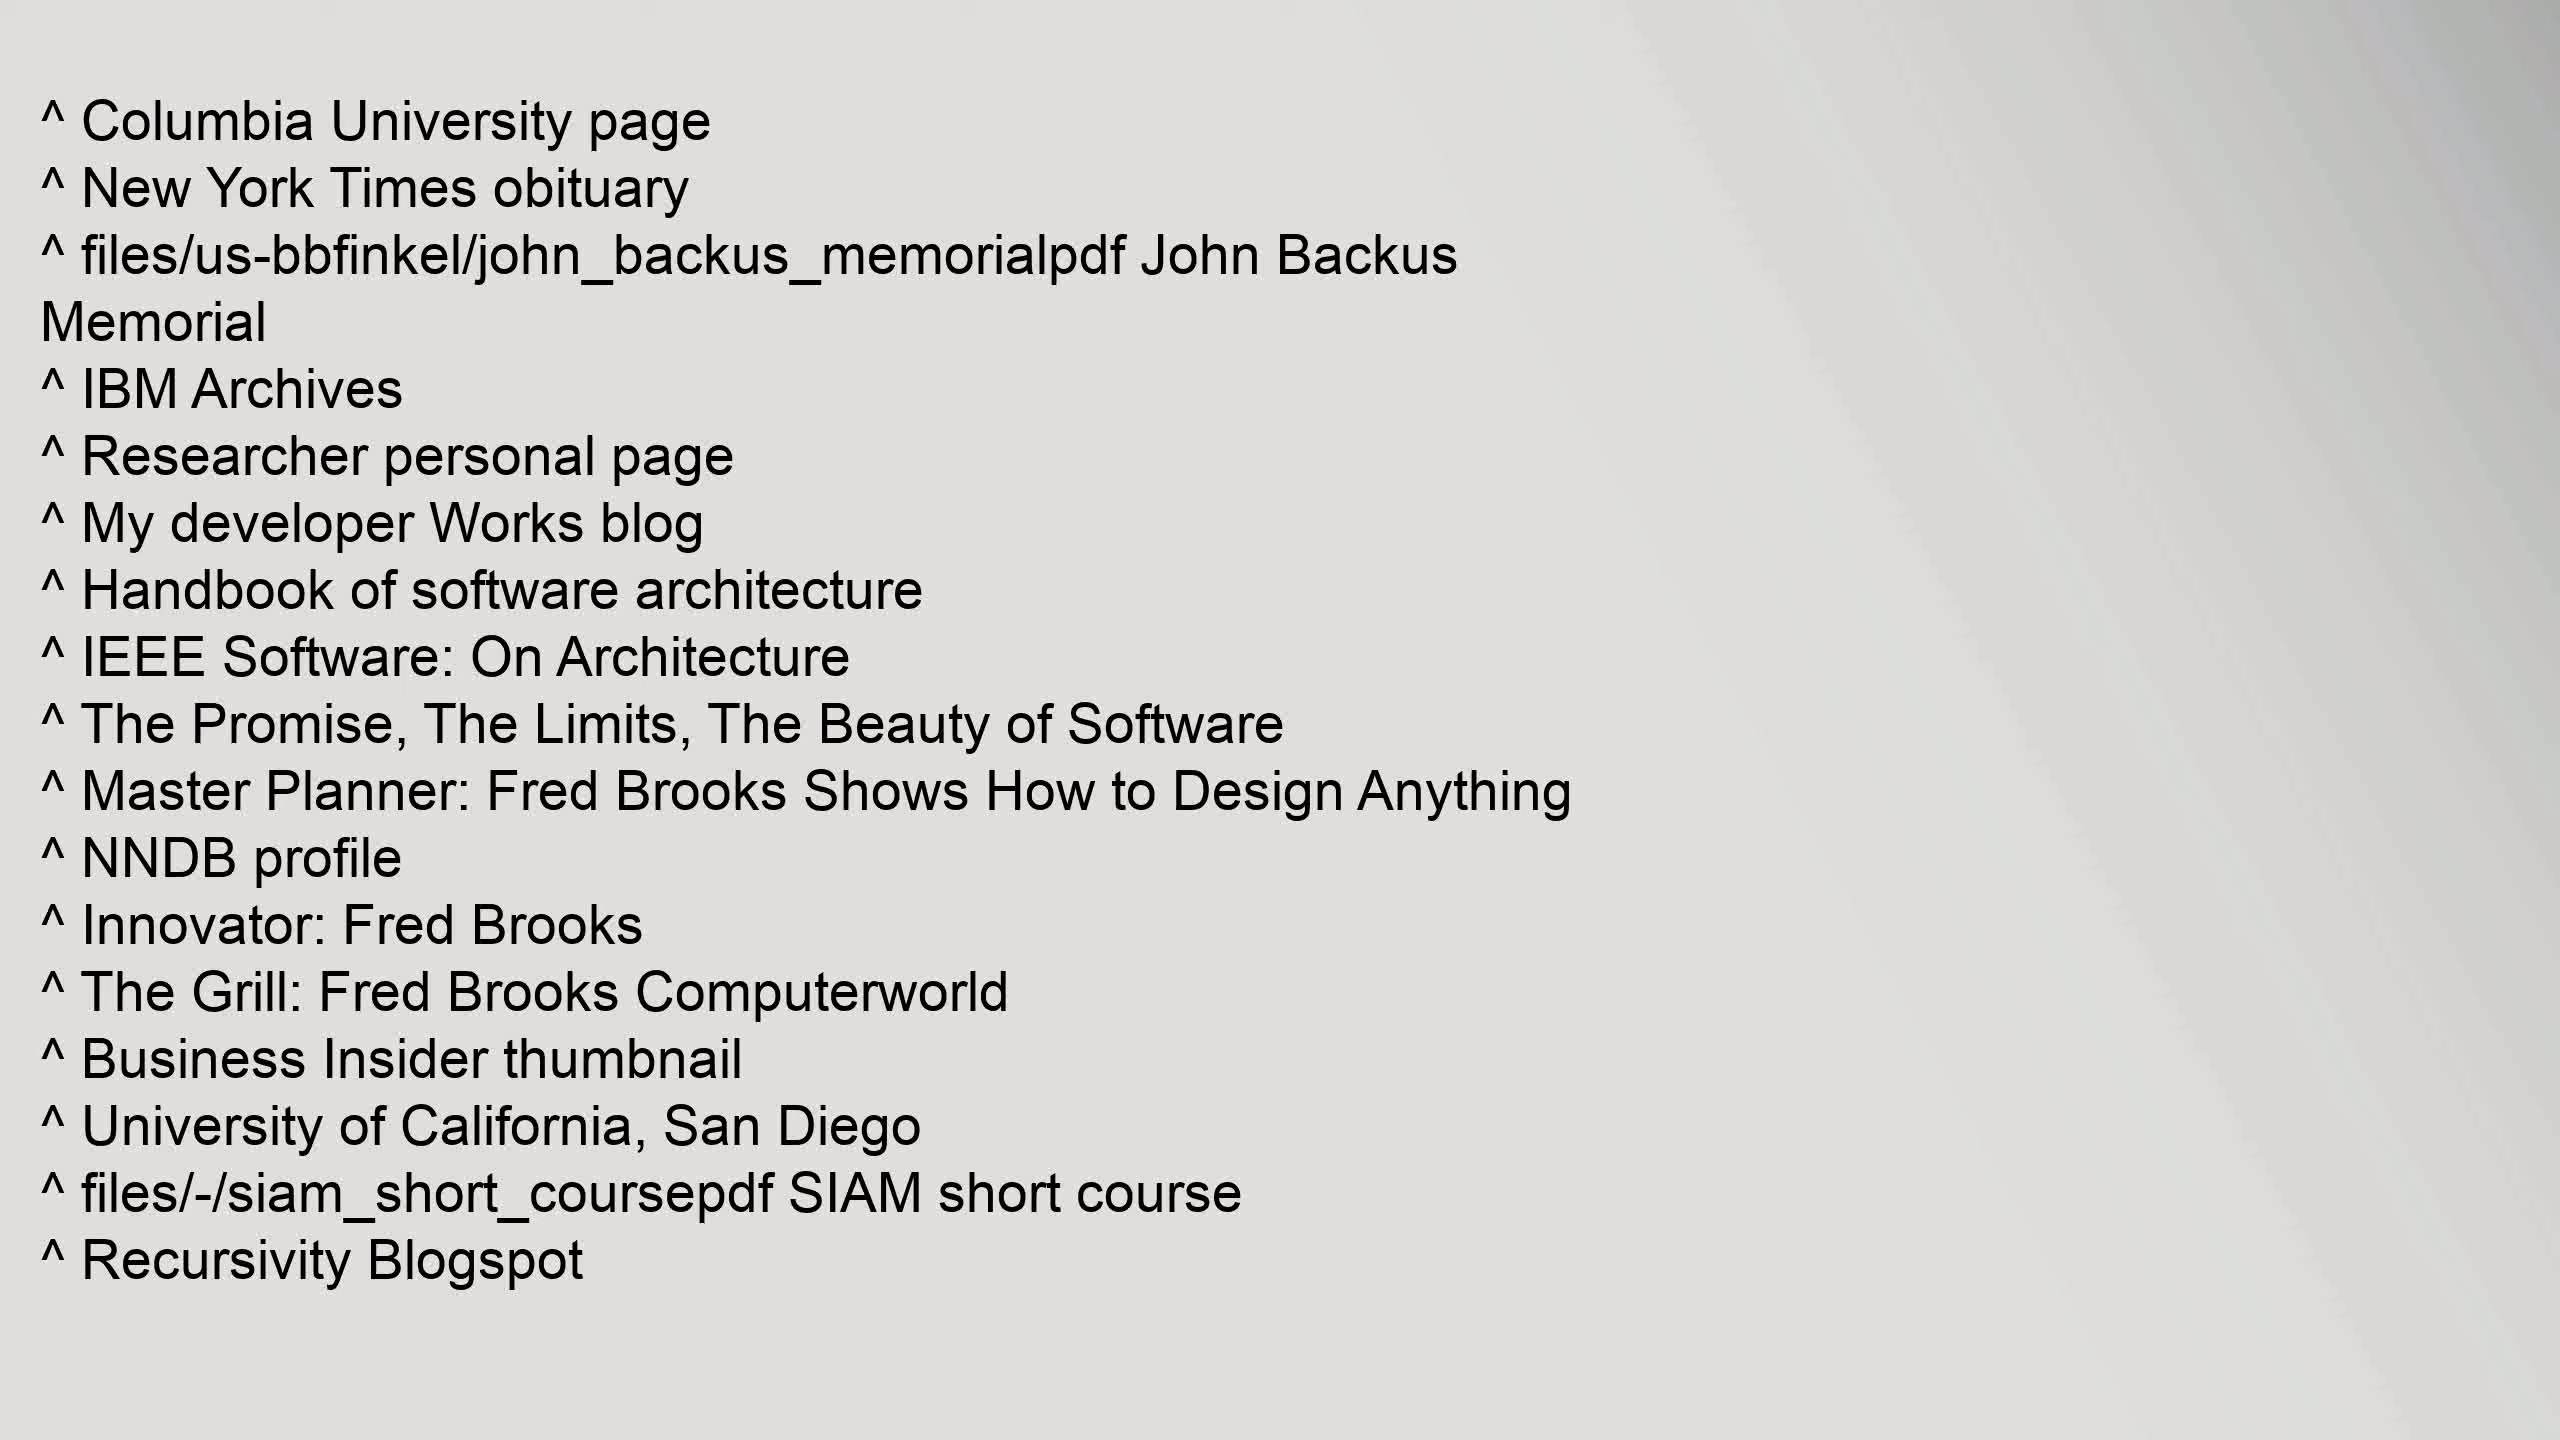 ^ Columbia University page
^ New York Times obituary
^ files/us-bbfinkel/john_backus_memorialpdf John Backus
Memorial
^ IBM Archives
^ Researcher personal page
^ My developer Works blog
^ Handbook of software architecture
^ IEEE Software: On Architecture
^ The Promise, The Limits, The Beauty of Software
^ Master Planner: Fred Brooks Shows How to Design Anything
^ NNDB profile
^ Innovator: Fred Brooks
^ The Grill: Fred Brooks Computerworld
^ Business Insider thumbnail
^ University of California, San Diego
^ files/-/siam_short_coursepdf SIAM short course
^ Recursivity Blogspot